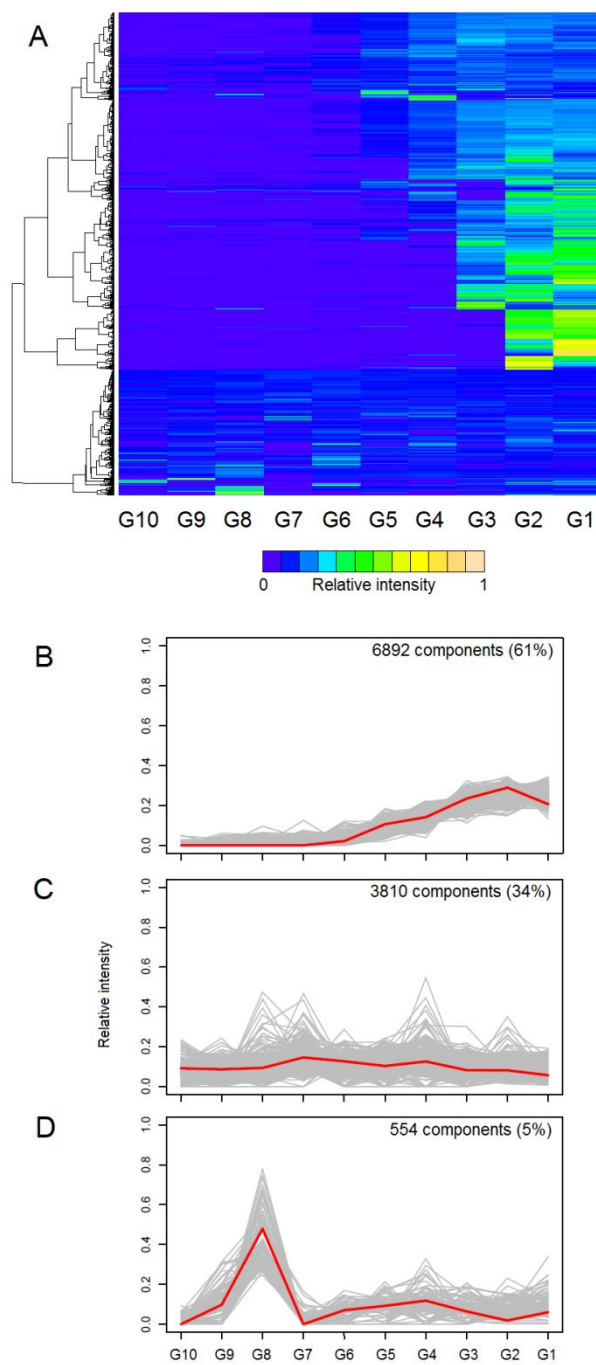 A
G10 G9 G8 G7 G6 G5 G4 G3 G2 G1
0 Relative intensity 1
B
6892 components (61%)
1.0
0.8
0.6
0.4
0.2
0.0
C
3810 components (34%)
1.0
0.8
0.6
0.4
0.2
0.0
Relative intensity
D
554 components (5%)
1.0
0.8
0.6
0.4
0.2
0.0
G10 G9 G8 G7 G6 G5 G4 G3 G2 G1